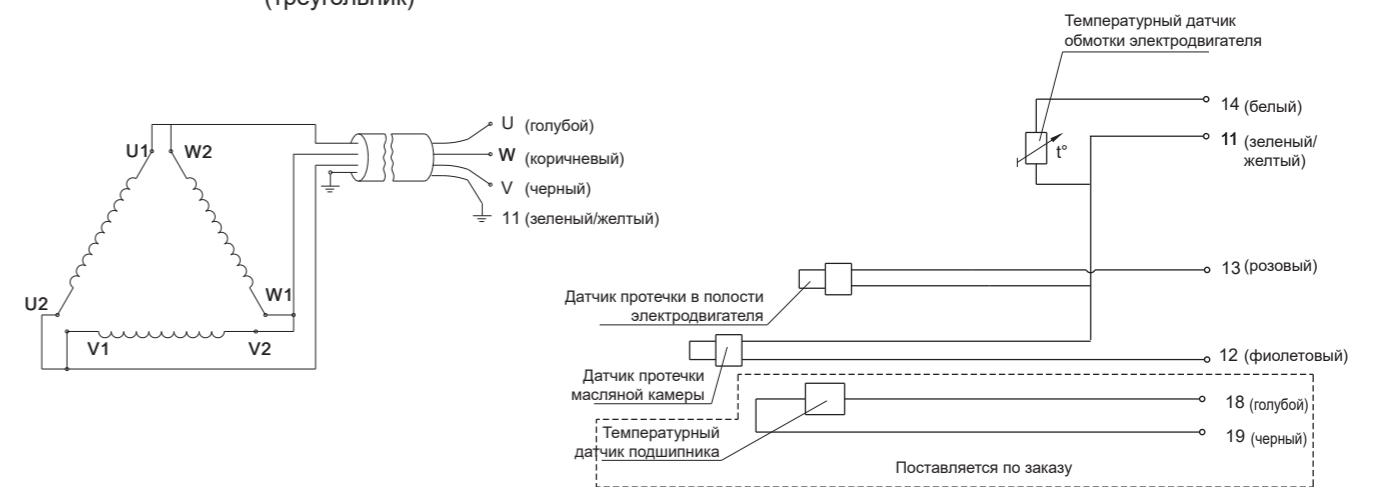 (треугольник)
U1
W2
U2
W1
V1
V2
U (голубой)
W (коричневый)
V (черный)
11 (зеленый/желтый)
Температурный датчик
обмотки электродвигателя
t°
14 (белый)
11 (зеленый/
желтый)
13 (розовый)
Датчик протечки в полости
электродвигателя
12 (фиолетовый)
Датчик протечки
масляной камеры
18 (голубой)
19 (черный)
Температурный
датчик подшипника
Поставляется по заказу